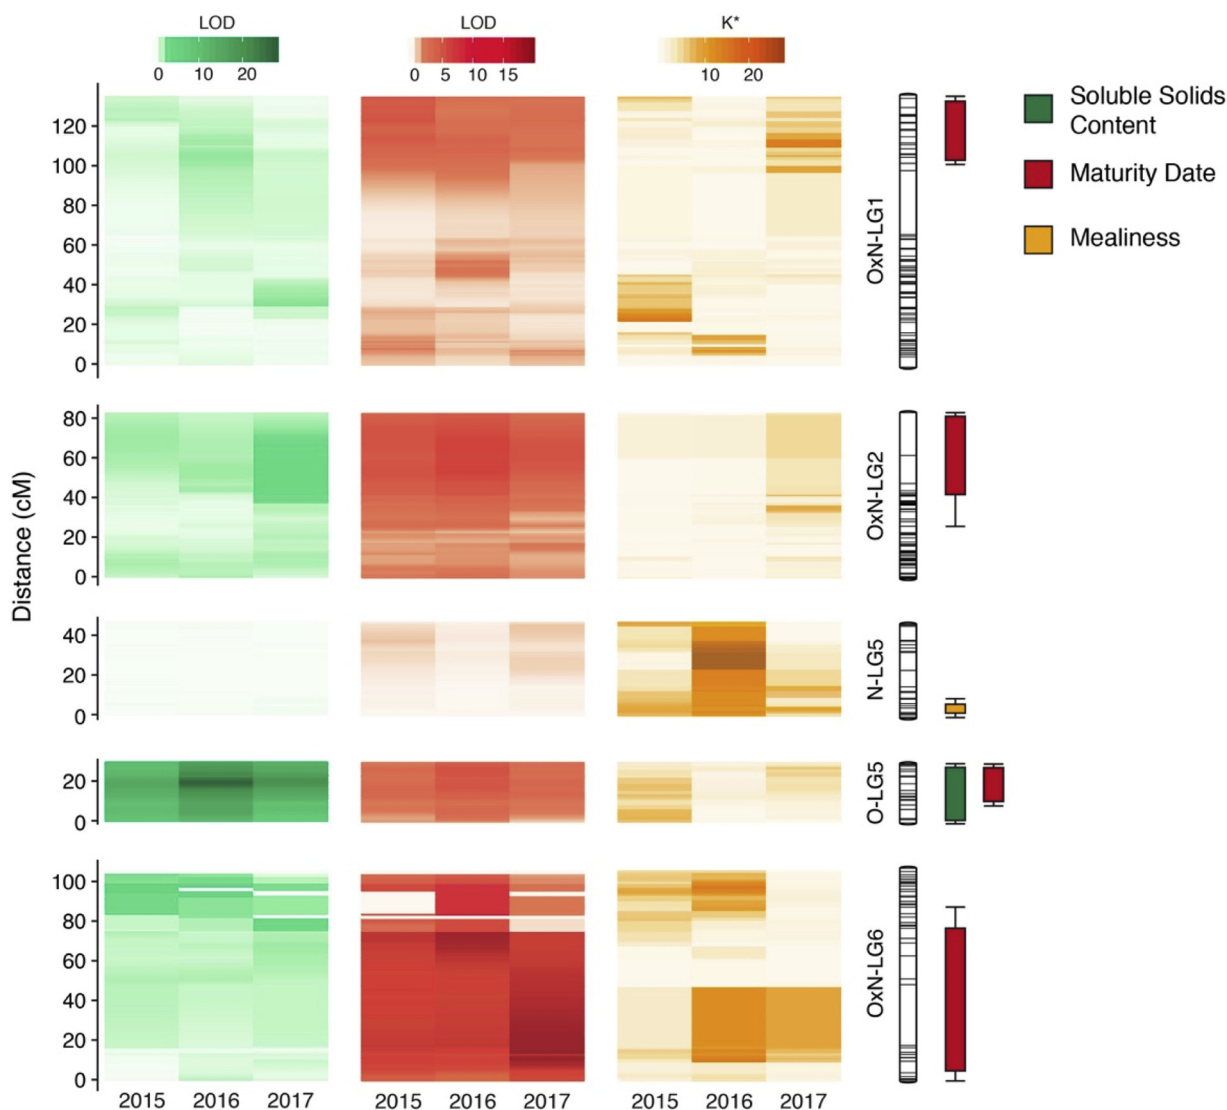 LOD
0 10 20
LOD
0 5 10 15
K*
10 20
Soluble Solids
Content
Maturity Date
Mealiness
Distance (cM)
120
100
80
60
40
20
0
OxN-LG1
80
60
40
20
0
OxN-LG2
40
20
0
N-LG5
20
0
O-LG5
100
80
60
40
20
0
OxN-LG6
2015 2016 2017
2015 2016 2017
2015 2016 2017